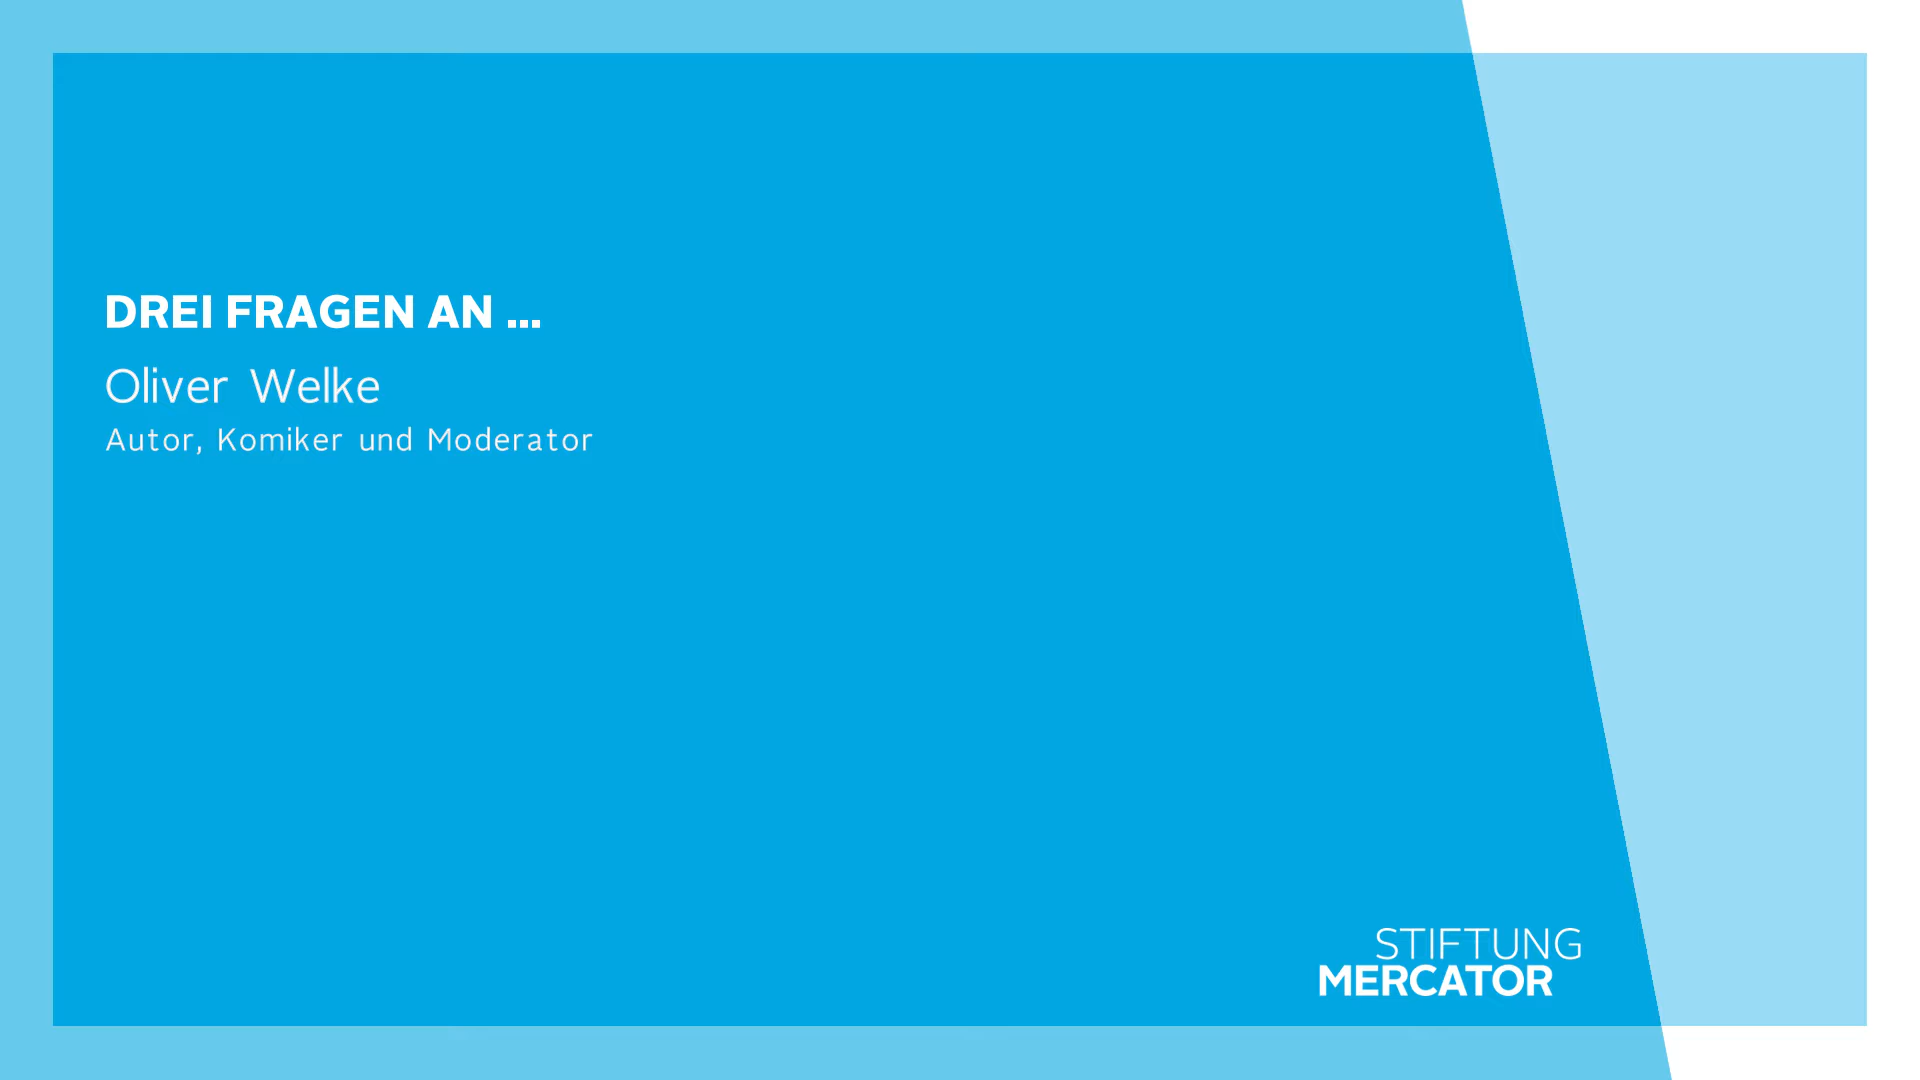 DREI FRAGEN AN ...
Oliver Welke
Autor, Komiker und Moderator
STIFTUNG
MERCATOR